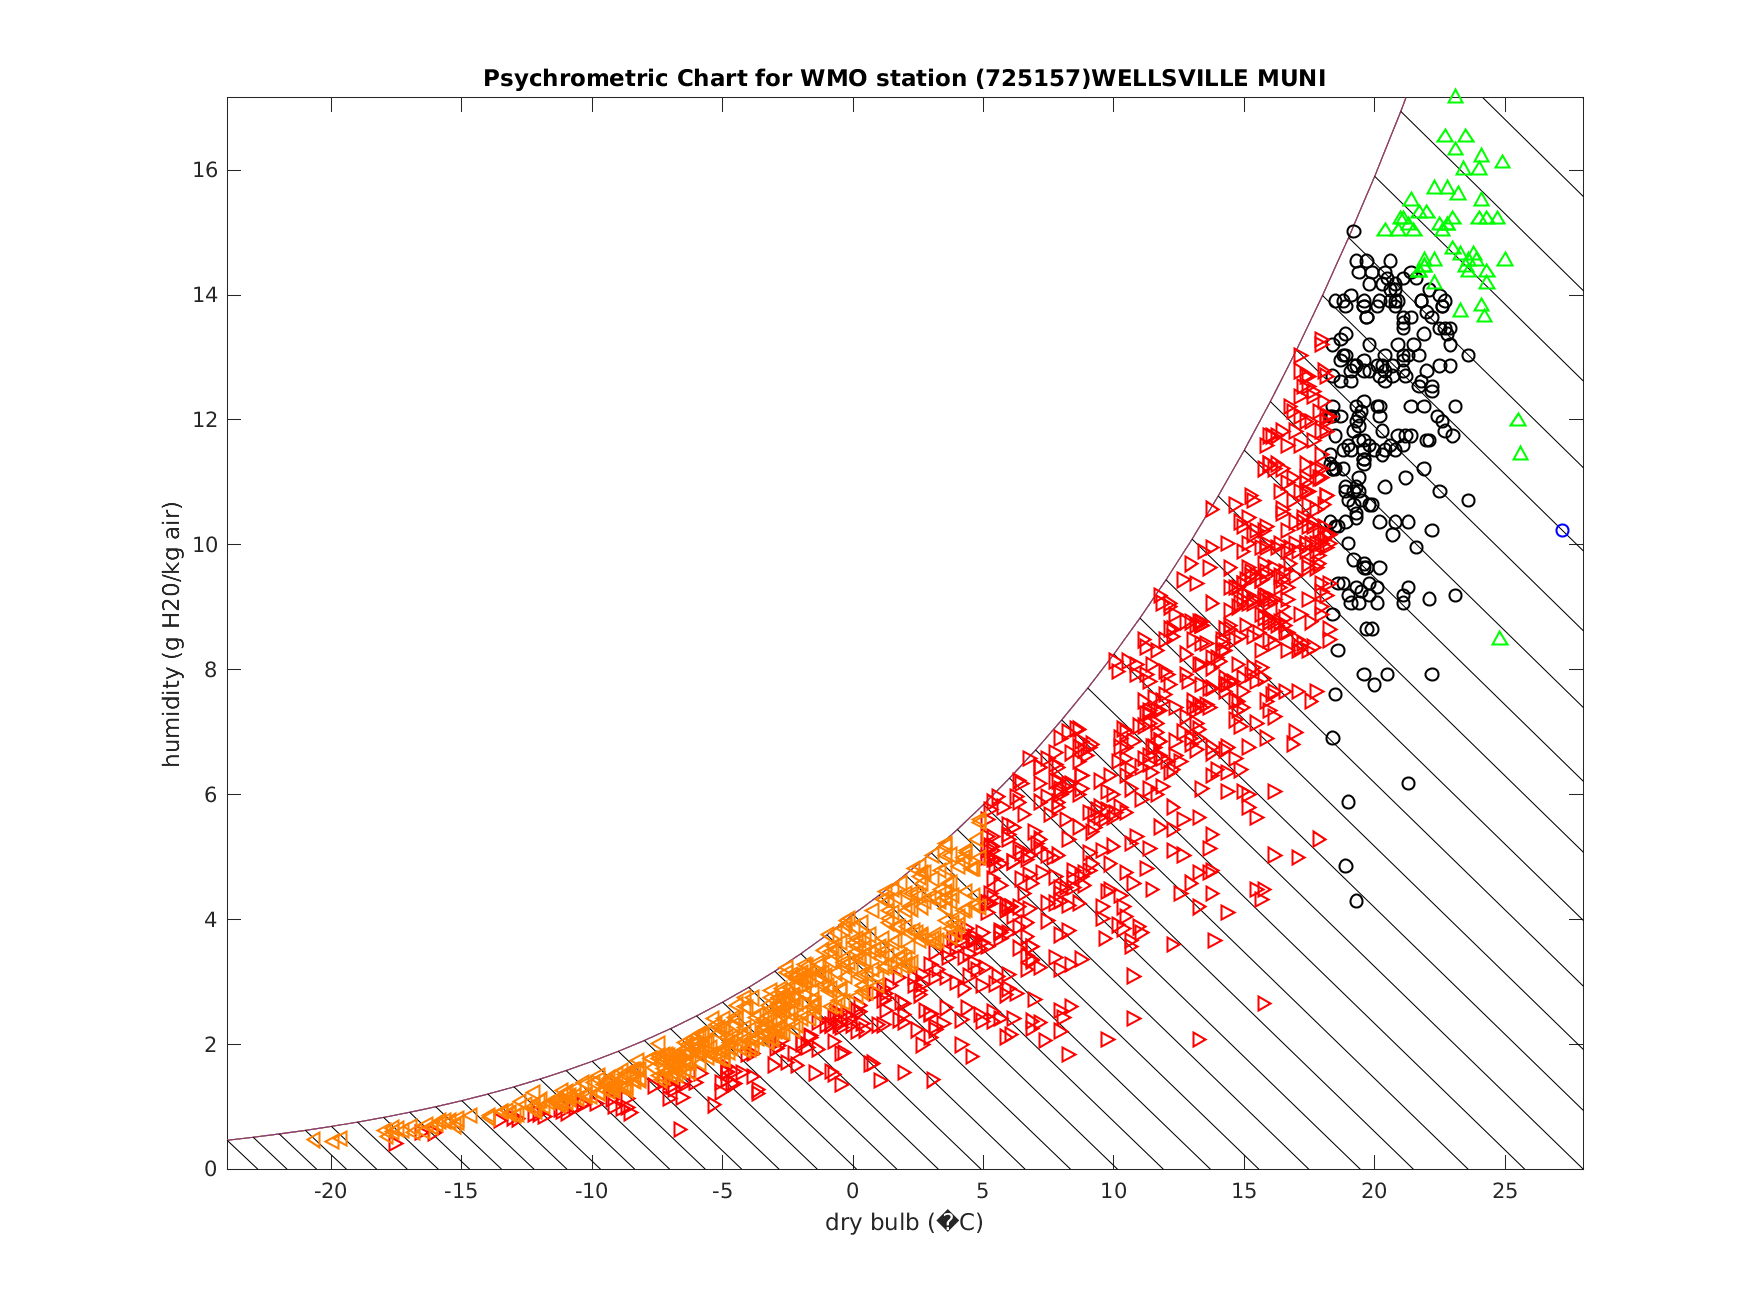 Psychrometric Chart for WMO station (725157)WELLSVILLE MUNI
humidity (g H20/kg air)
16
14
12
10
8
6
4
2
0
-20 -15 -10 -5 0 5 10 15 20 25
dry bulb (�C)